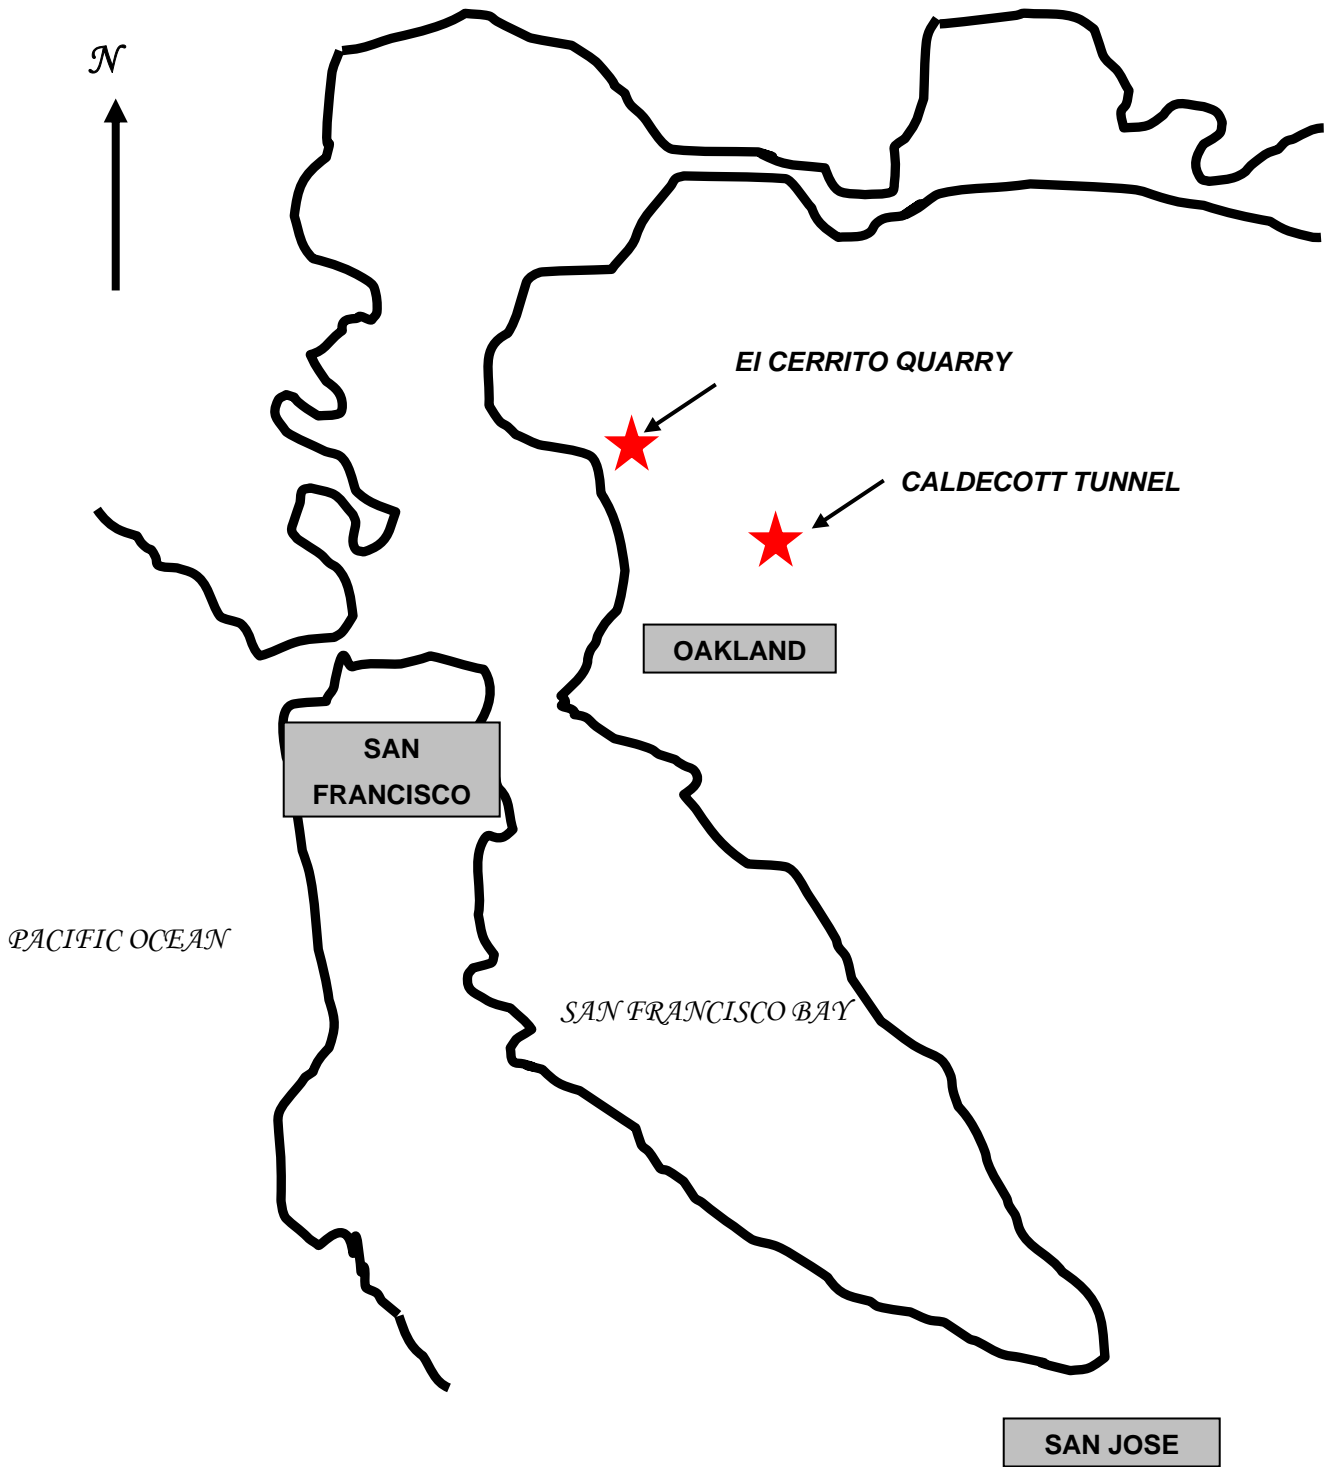 N
El CERRITO QUARRY
CALDECOTT TUNNEL
OAKLAND
SAN
FRANCISCO
PACIFIC OCEAN
SAN FRANCISCO BAY
SAN JOSE